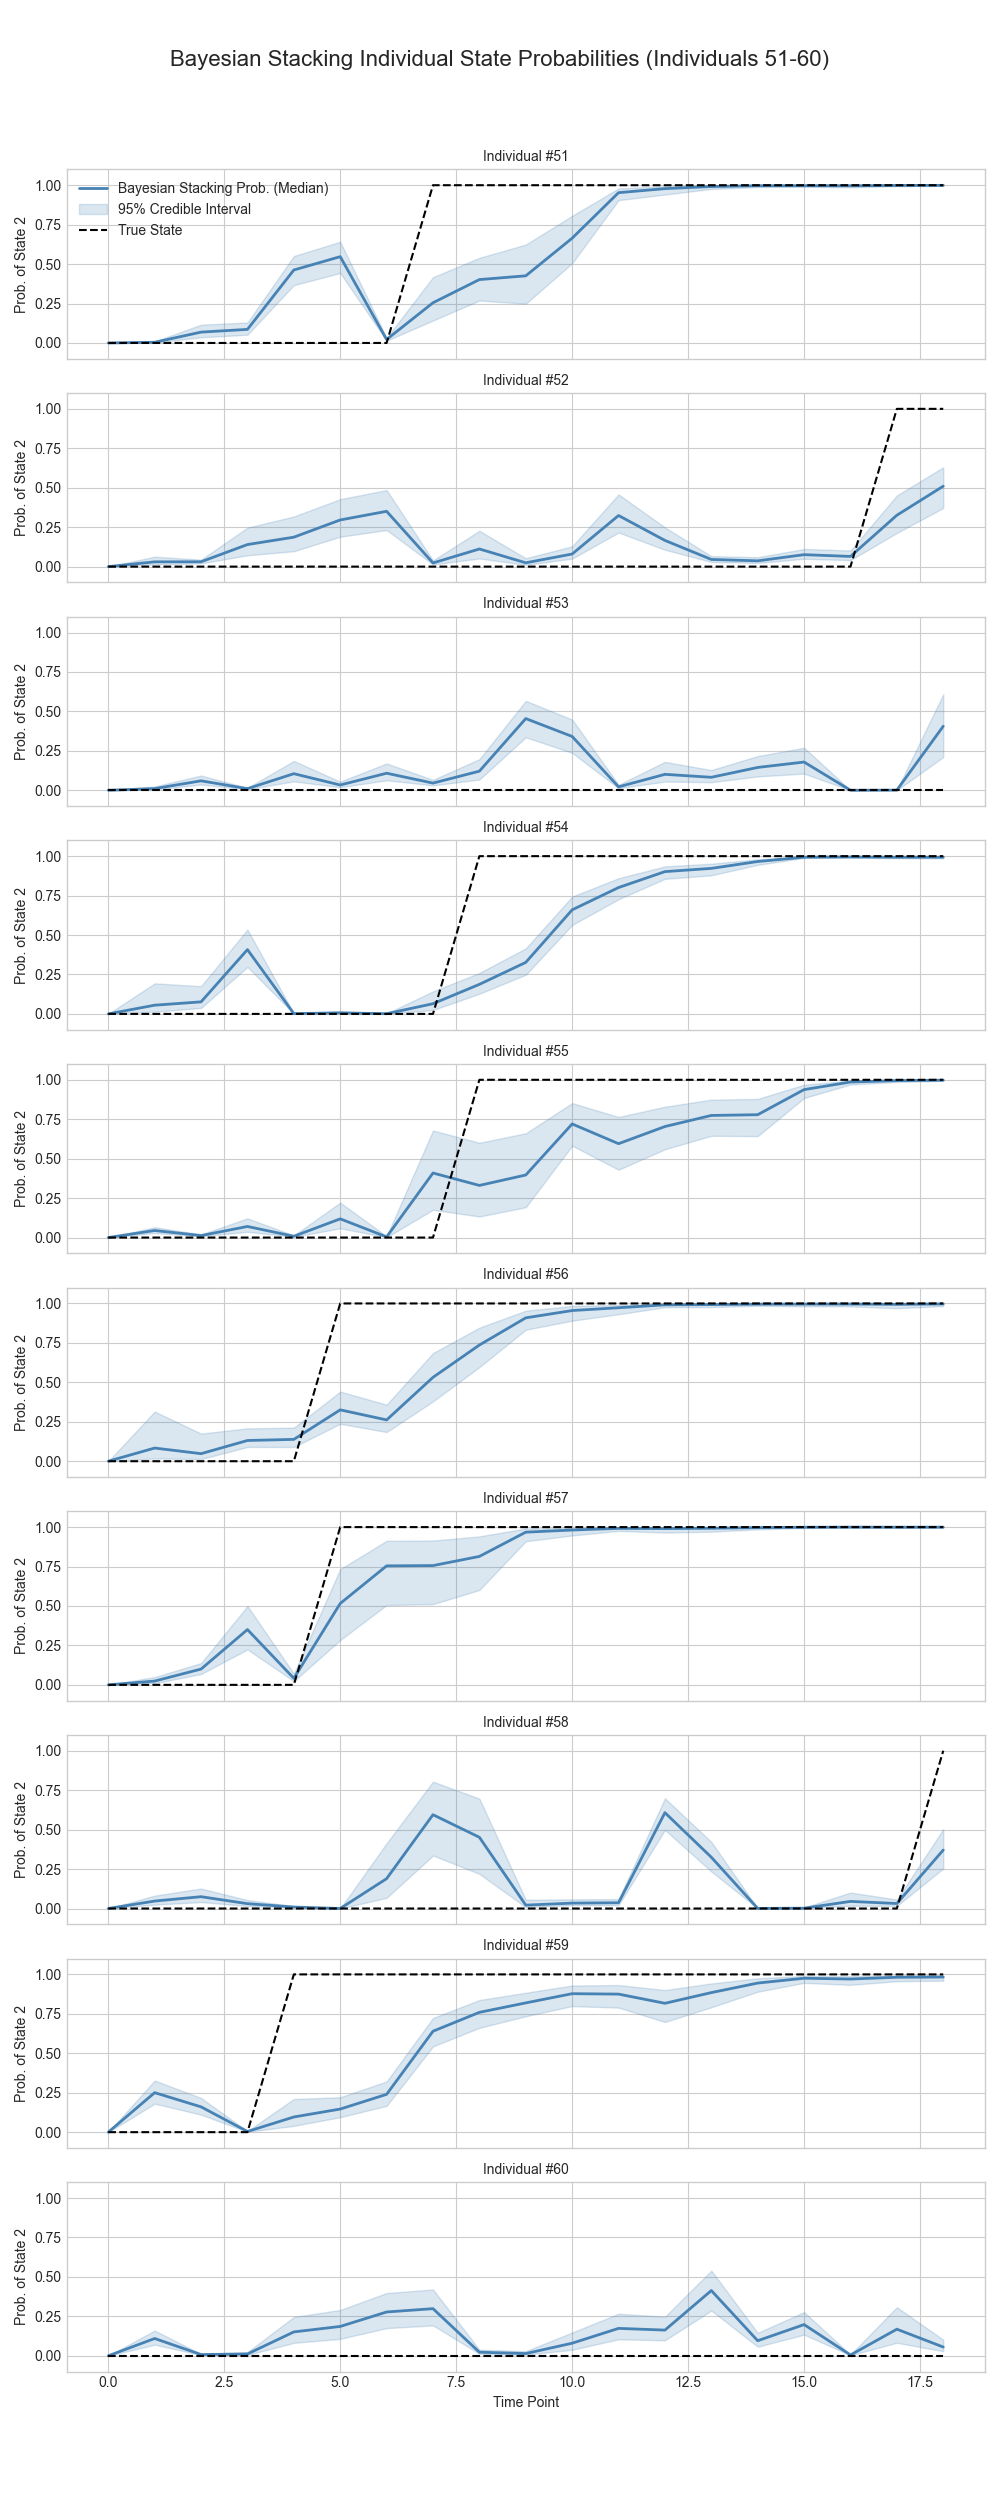 Bayesian Stacking Individual State Probabilities (Individuals 51-60)
Individual #51
1.00
0.75
0.50
0.25
0.00
Prob. of State 2
Bayesian Stacking Prob. (Median)
95% Credible Interval
True State
Individual #52
1.00
0.75
0.50
0.25
0.00
Prob. of State 2
Individual #53
1.00
0.75
0.50
0.25
0.00
Prob. of State 2
Individual #54
1.00
0.75
0.50
0.25
0.00
Prob. of State 2
Individual #55
1.00
0.75
0.50
0.25
0.00
Prob. of State 2
Individual #56
1.00
0.75
0.50
0.25
0.00
Prob. of State 2
Individual #57
1.00
0.75
0.50
0.25
0.00
Prob. of State 2
Individual #58
1.00
0.75
0.50
0.25
0.00
Prob. of State 2
Individual #59
1.00
0.75
0.50
0.25
0.00
Prob. of State 2
Individual #60
1.00
0.75
0.50
0.25
0.00
Prob. of State 2
0.0 2.5 5.0 7.5 10.0 12.5 15.0 17.5
Time Point